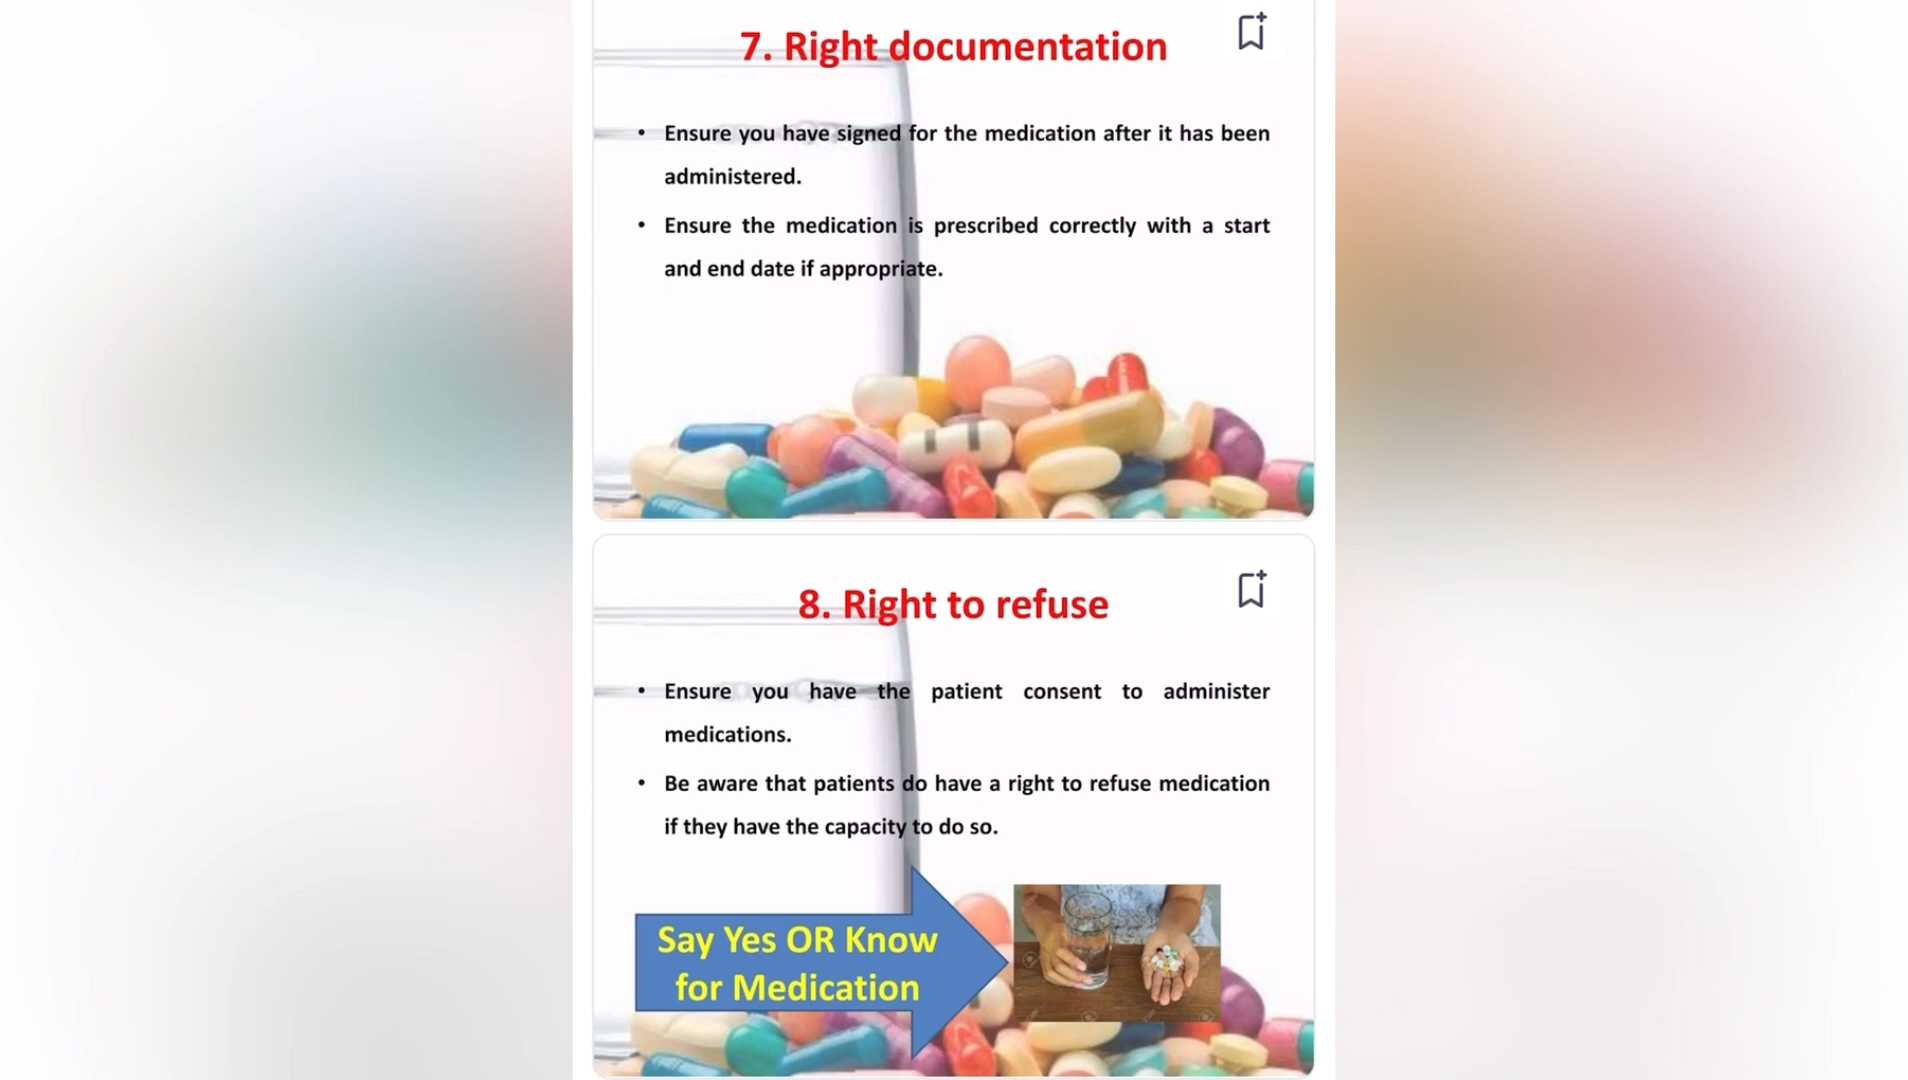 7. Right documentation
• Ensure you have signed for the medication after it has been
administered.
• Ensure the medication is prescribed correctly with a start
and end date if appropriate.
8. Right to refuse
• Ensure you have the patient consent to administer
medications.
• Be aware that patients do have a right to refuse medication
if they have the capacity to do so.
Say Yes OR Know
for Medication